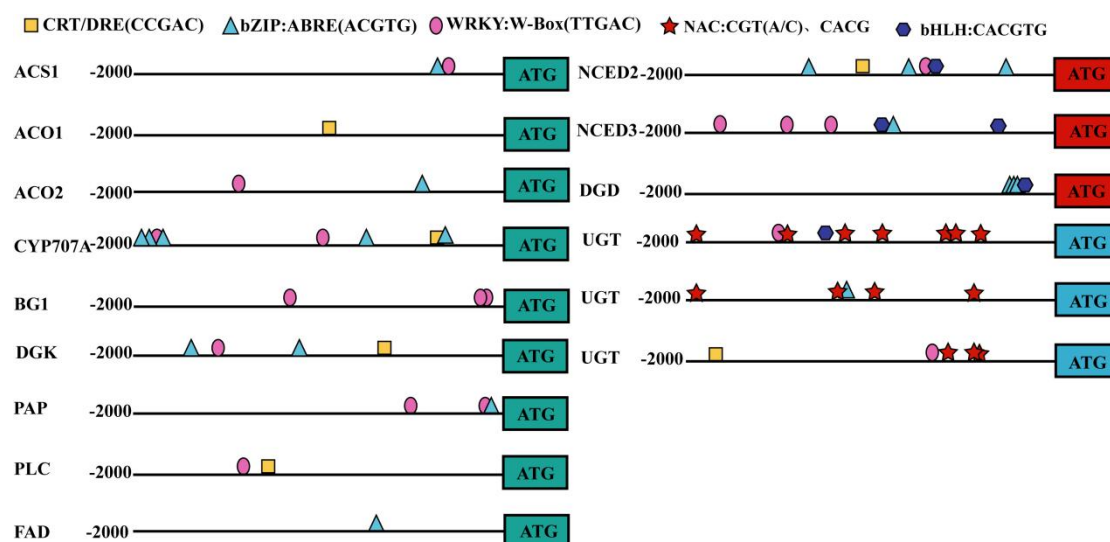 CRT/DRE(CCGAC) bZIP:ABRE(ACGTG) WRKY:W-Box(TTGAC) NAC:CGT(A/C)、CACG bHLH:CACGTG
ACS1 -2000 ATG
ACO1 -2000 ATG
ACO2 -2000 ATG
CYP707A -2000 ATG
BG1 -2000 ATG
DGK -2000 ATG
PAP -2000 ATG
PLC -2000 ATG
FAD -2000 ATG
NCED2 -2000 ATG
NCED3 -2000 ATG
DGD -2000 ATG
UGT -2000 ATG
UGT -2000 ATG
UGT -2000 ATG